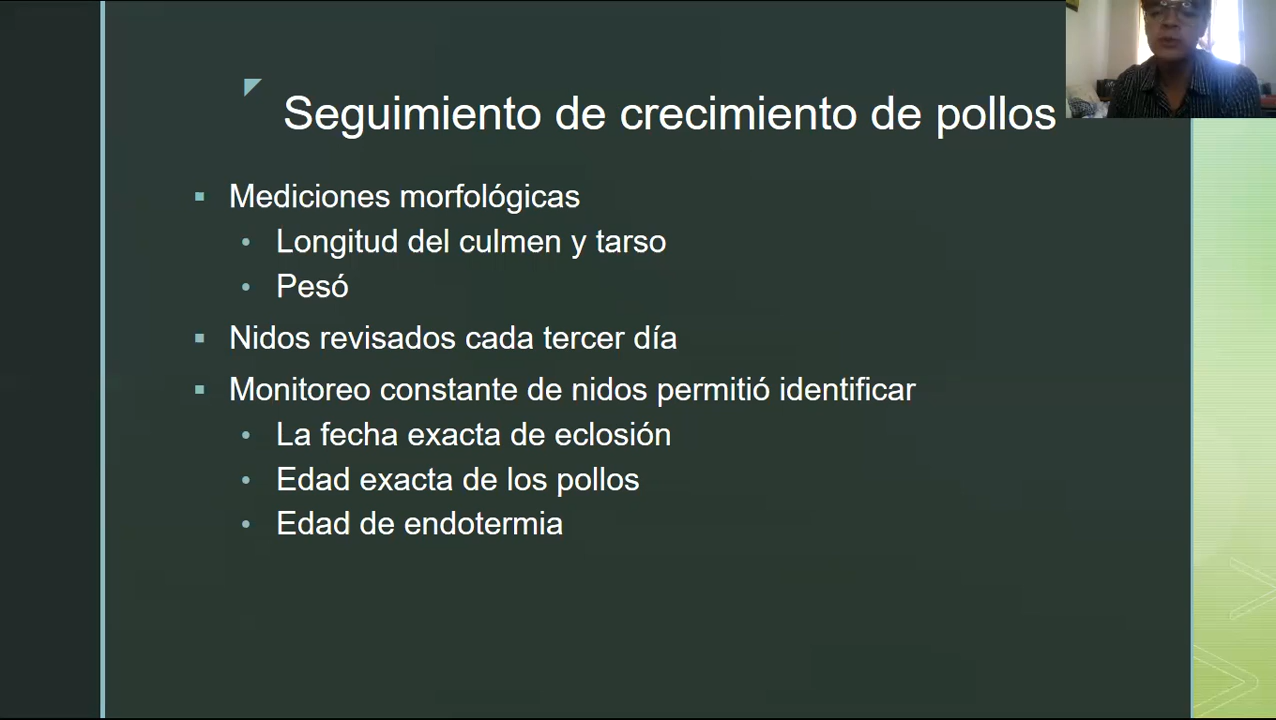 Seguimiento de crecimiento de pollos
Mediciones morfológicas
Longitud del culmen y tarso
Pesó
Nidos revisados cada tercer día
Monitoreo constante de nidos permitió identificar
La fecha exacta de eclosión
Edad exacta de los pollos
Edad de endotermia